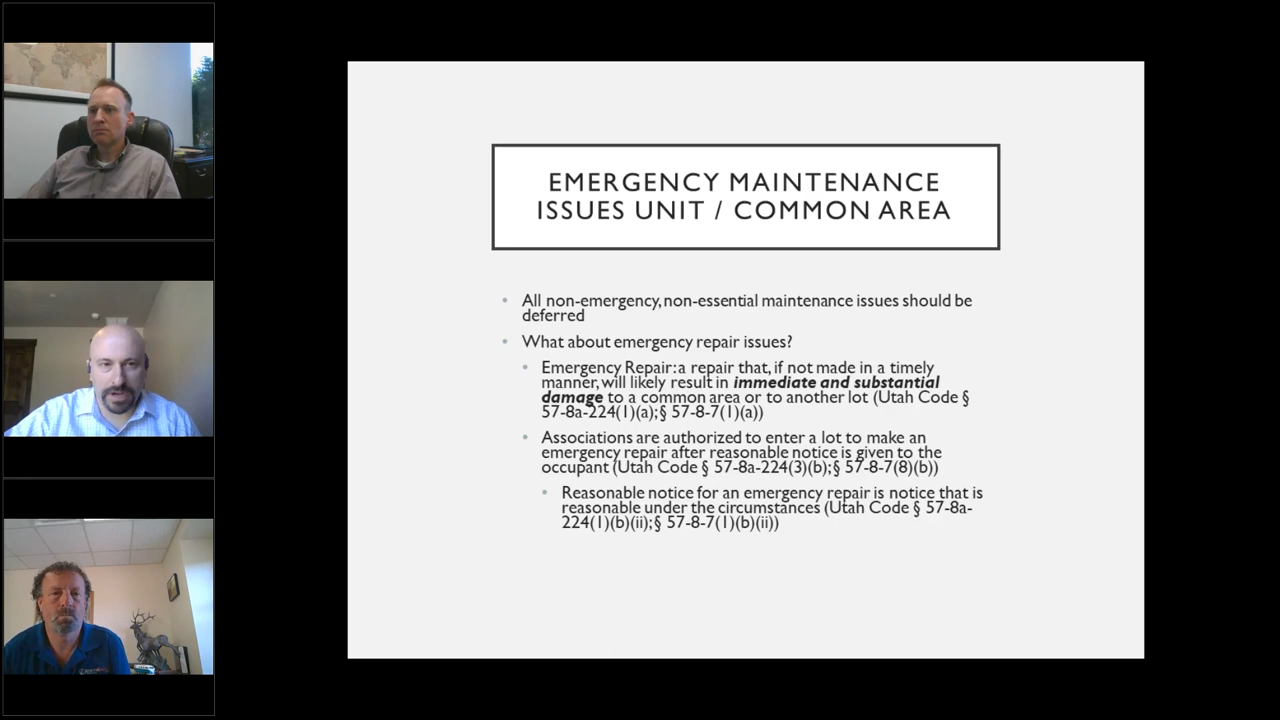 EMERGENCY MAINTENANCE
ISSUES UNIT / COMMON AREA
• All non-emergency, non-essential maintenance issues should be
deferred
• What about emergency repair issues?
• Emergency Repair: a repair that, if not made in a timely
manner, will likely result in immediate and substantial
damage to a common area or to another lot (Utah Code §
57-8a-224(1)(a); § 57-8-7(1)(a))
• Associations are authorized to enter a lot to make an
emergency repair after reasonable notice is given to the
occupant (Utah Code § 57-8a-224(3)(b); § 57-8-7(8)(b))
• Reasonable notice for an emergency repair is notice that is
reasonable under the circumstances (Utah Code § 57-8a-
224(1)(b)(ii); § 57-8-7(1)(b)(ii))